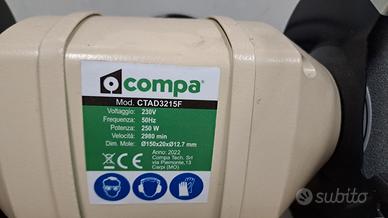 compa®
Mod. CTAD3215F
Voltaggio: 230V
Frequenza: 50Hz
Potenza: 250 W
Velocità: 2980 min
Dim. Mole: Ø150x20xØ12.7 mm
Anno: 2022
Compa Tech. Srl
via Piemonte,13
Carpi (MO)
CE
subito